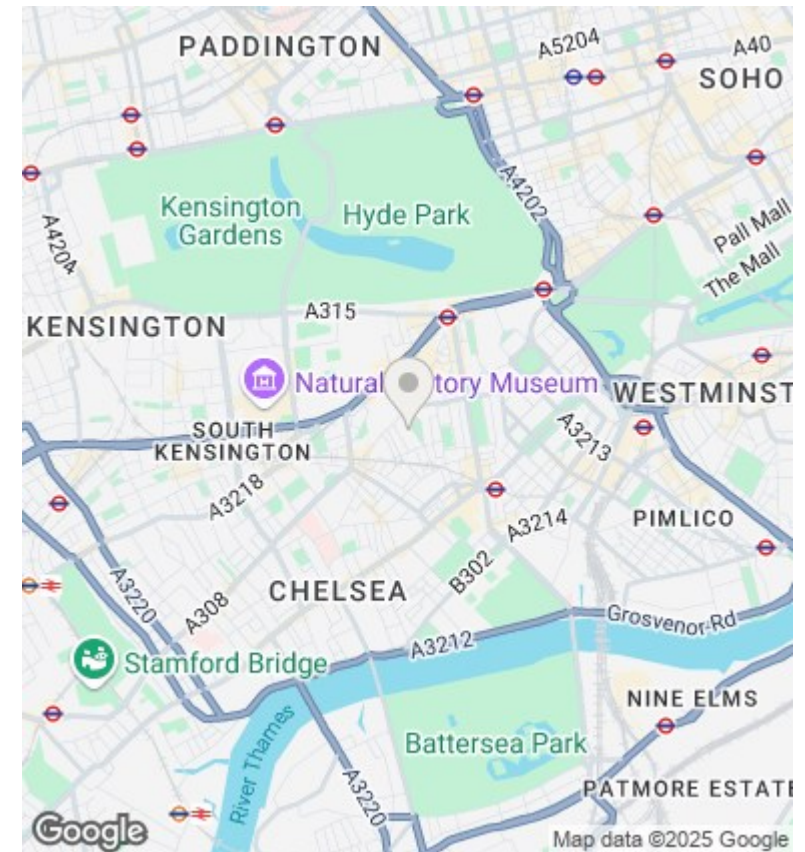 PADDINGTON
A5204
A40
SOHO
A4202
A4204
Kensington
Gardens
Hyde Park
Pall Mall
The Mall
A315
KENSINGTON
Natural
tory Museum
WESTMINST
SOUTH
KENSINGTON
A3213
A3218
A3214
PIMLICO
B302
CHELSEA
A3220
A308
A3212
Grosvenor Rd
Stamford Bridge
NINE ELMS
River Thames
Battersea Park
A3220
PATMORE ESTATE
Google
Map data ©2025 Google